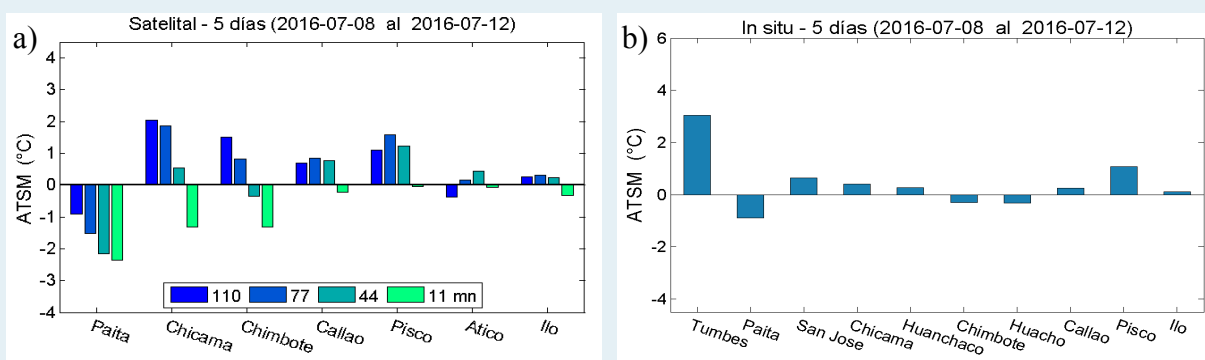 a)
Satelital - 5 días (2016-07-08 al 2016-07-12)
ATSM (°C)
4
3
2
1
0
-1
-2
-3
-4
110 77 44 11 mn
Paita Chicama Chimbote Callao Pisco Atico Ilo
b)
In situ - 5 días (2016-07-08 al 2016-07-12)
ATSM (°C)
6
4
2
0
-2
-4
Tumbes Paita San Jose Chicama Huanchaco Chimbote Huacho Callao Pisco Ilo